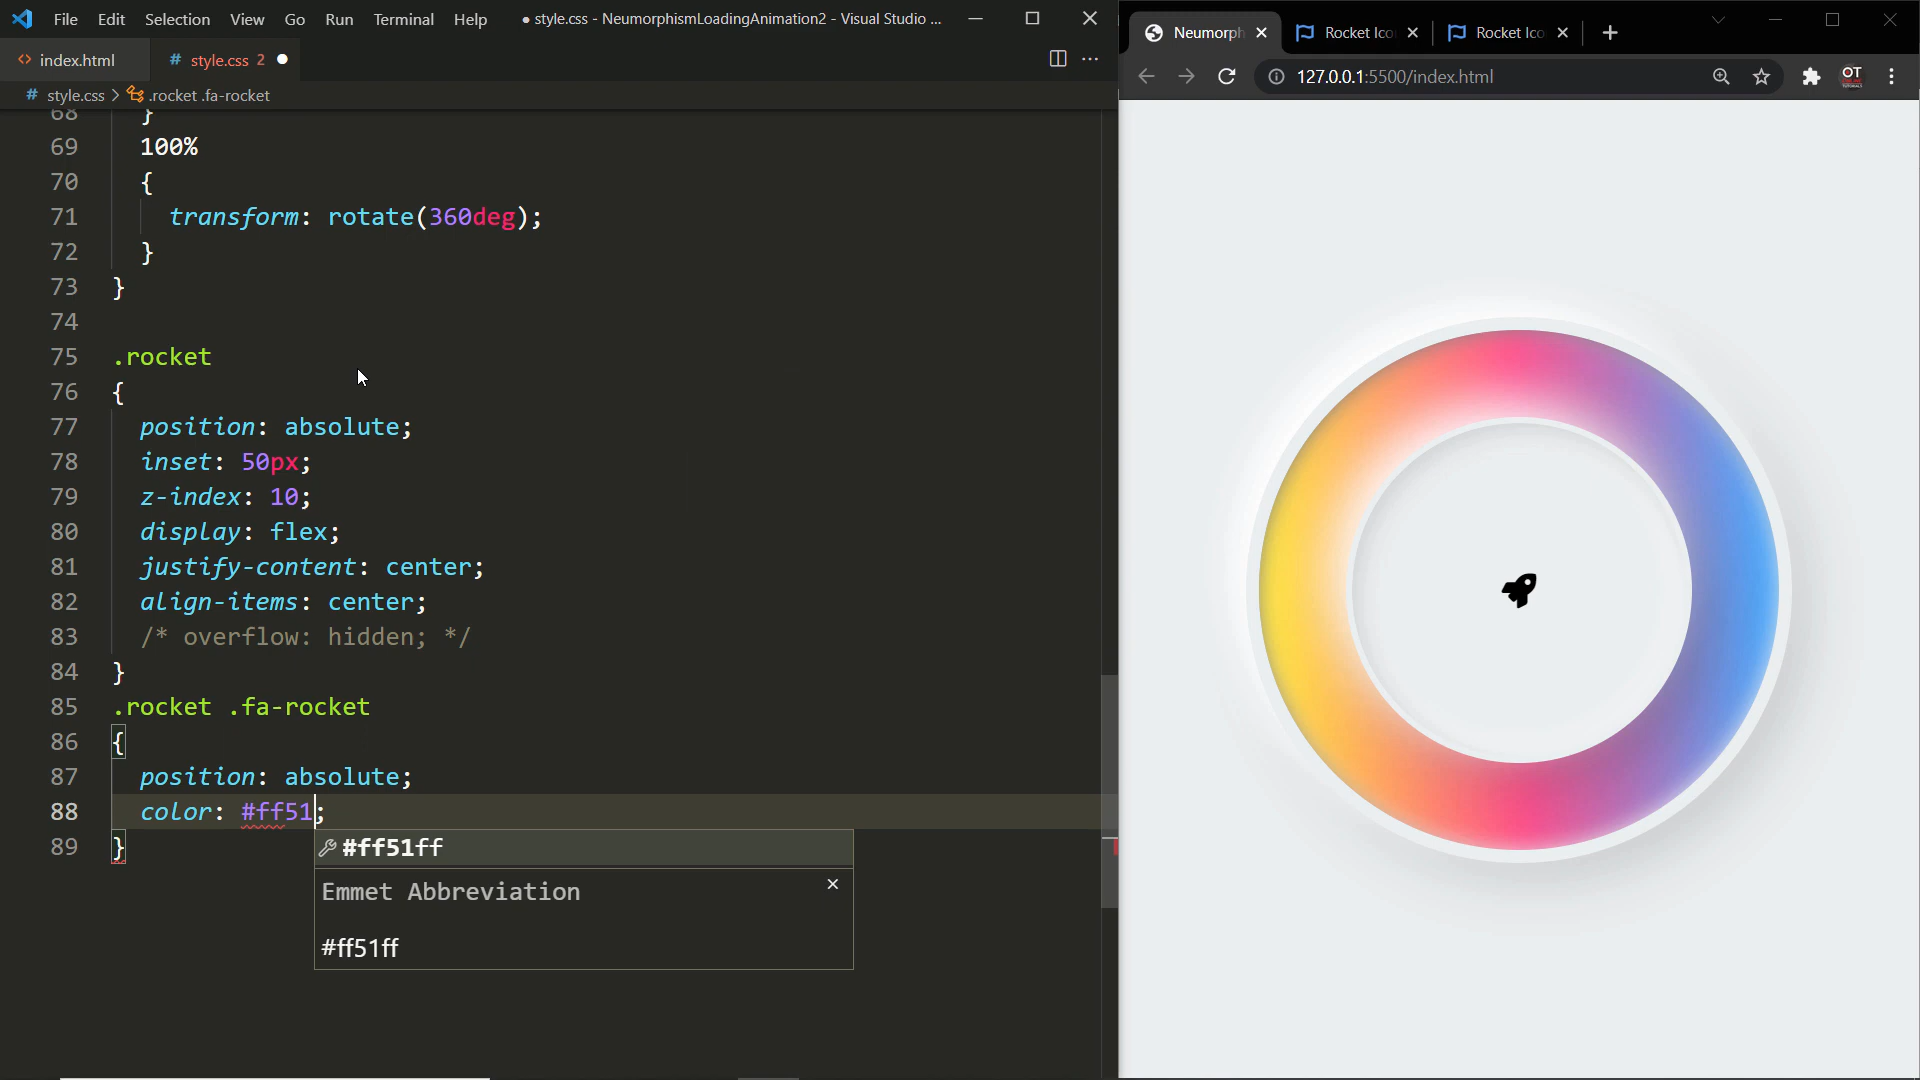 File Edit Selection View Go Run Terminal Help
● style.css - NeumorphismLoadingAnimation2 - Visual Studio ...
index.html
# style.css 2
# style.css > .rocket .fa-rocket
68 }
69 100%
70 {
71 transform: rotate(360deg);
72 }
73 }
74
75 .rocket
76 {
77 position: absolute;
78 inset: 50px;
79 z-index: 10;
80 display: flex;
81 justify-content: center;
82 align-items: center;
83 /* overflow: hidden; */
84 }
85 .rocket .fa-rocket
86 {
87 position: absolute;
88 color: #ff51;
89 }
#ff51ff
Emmet Abbreviation
#ff51ff
Neumorph
Rocket Ico
Rocket Ico
127.0.0.1:5500/index.html
OT